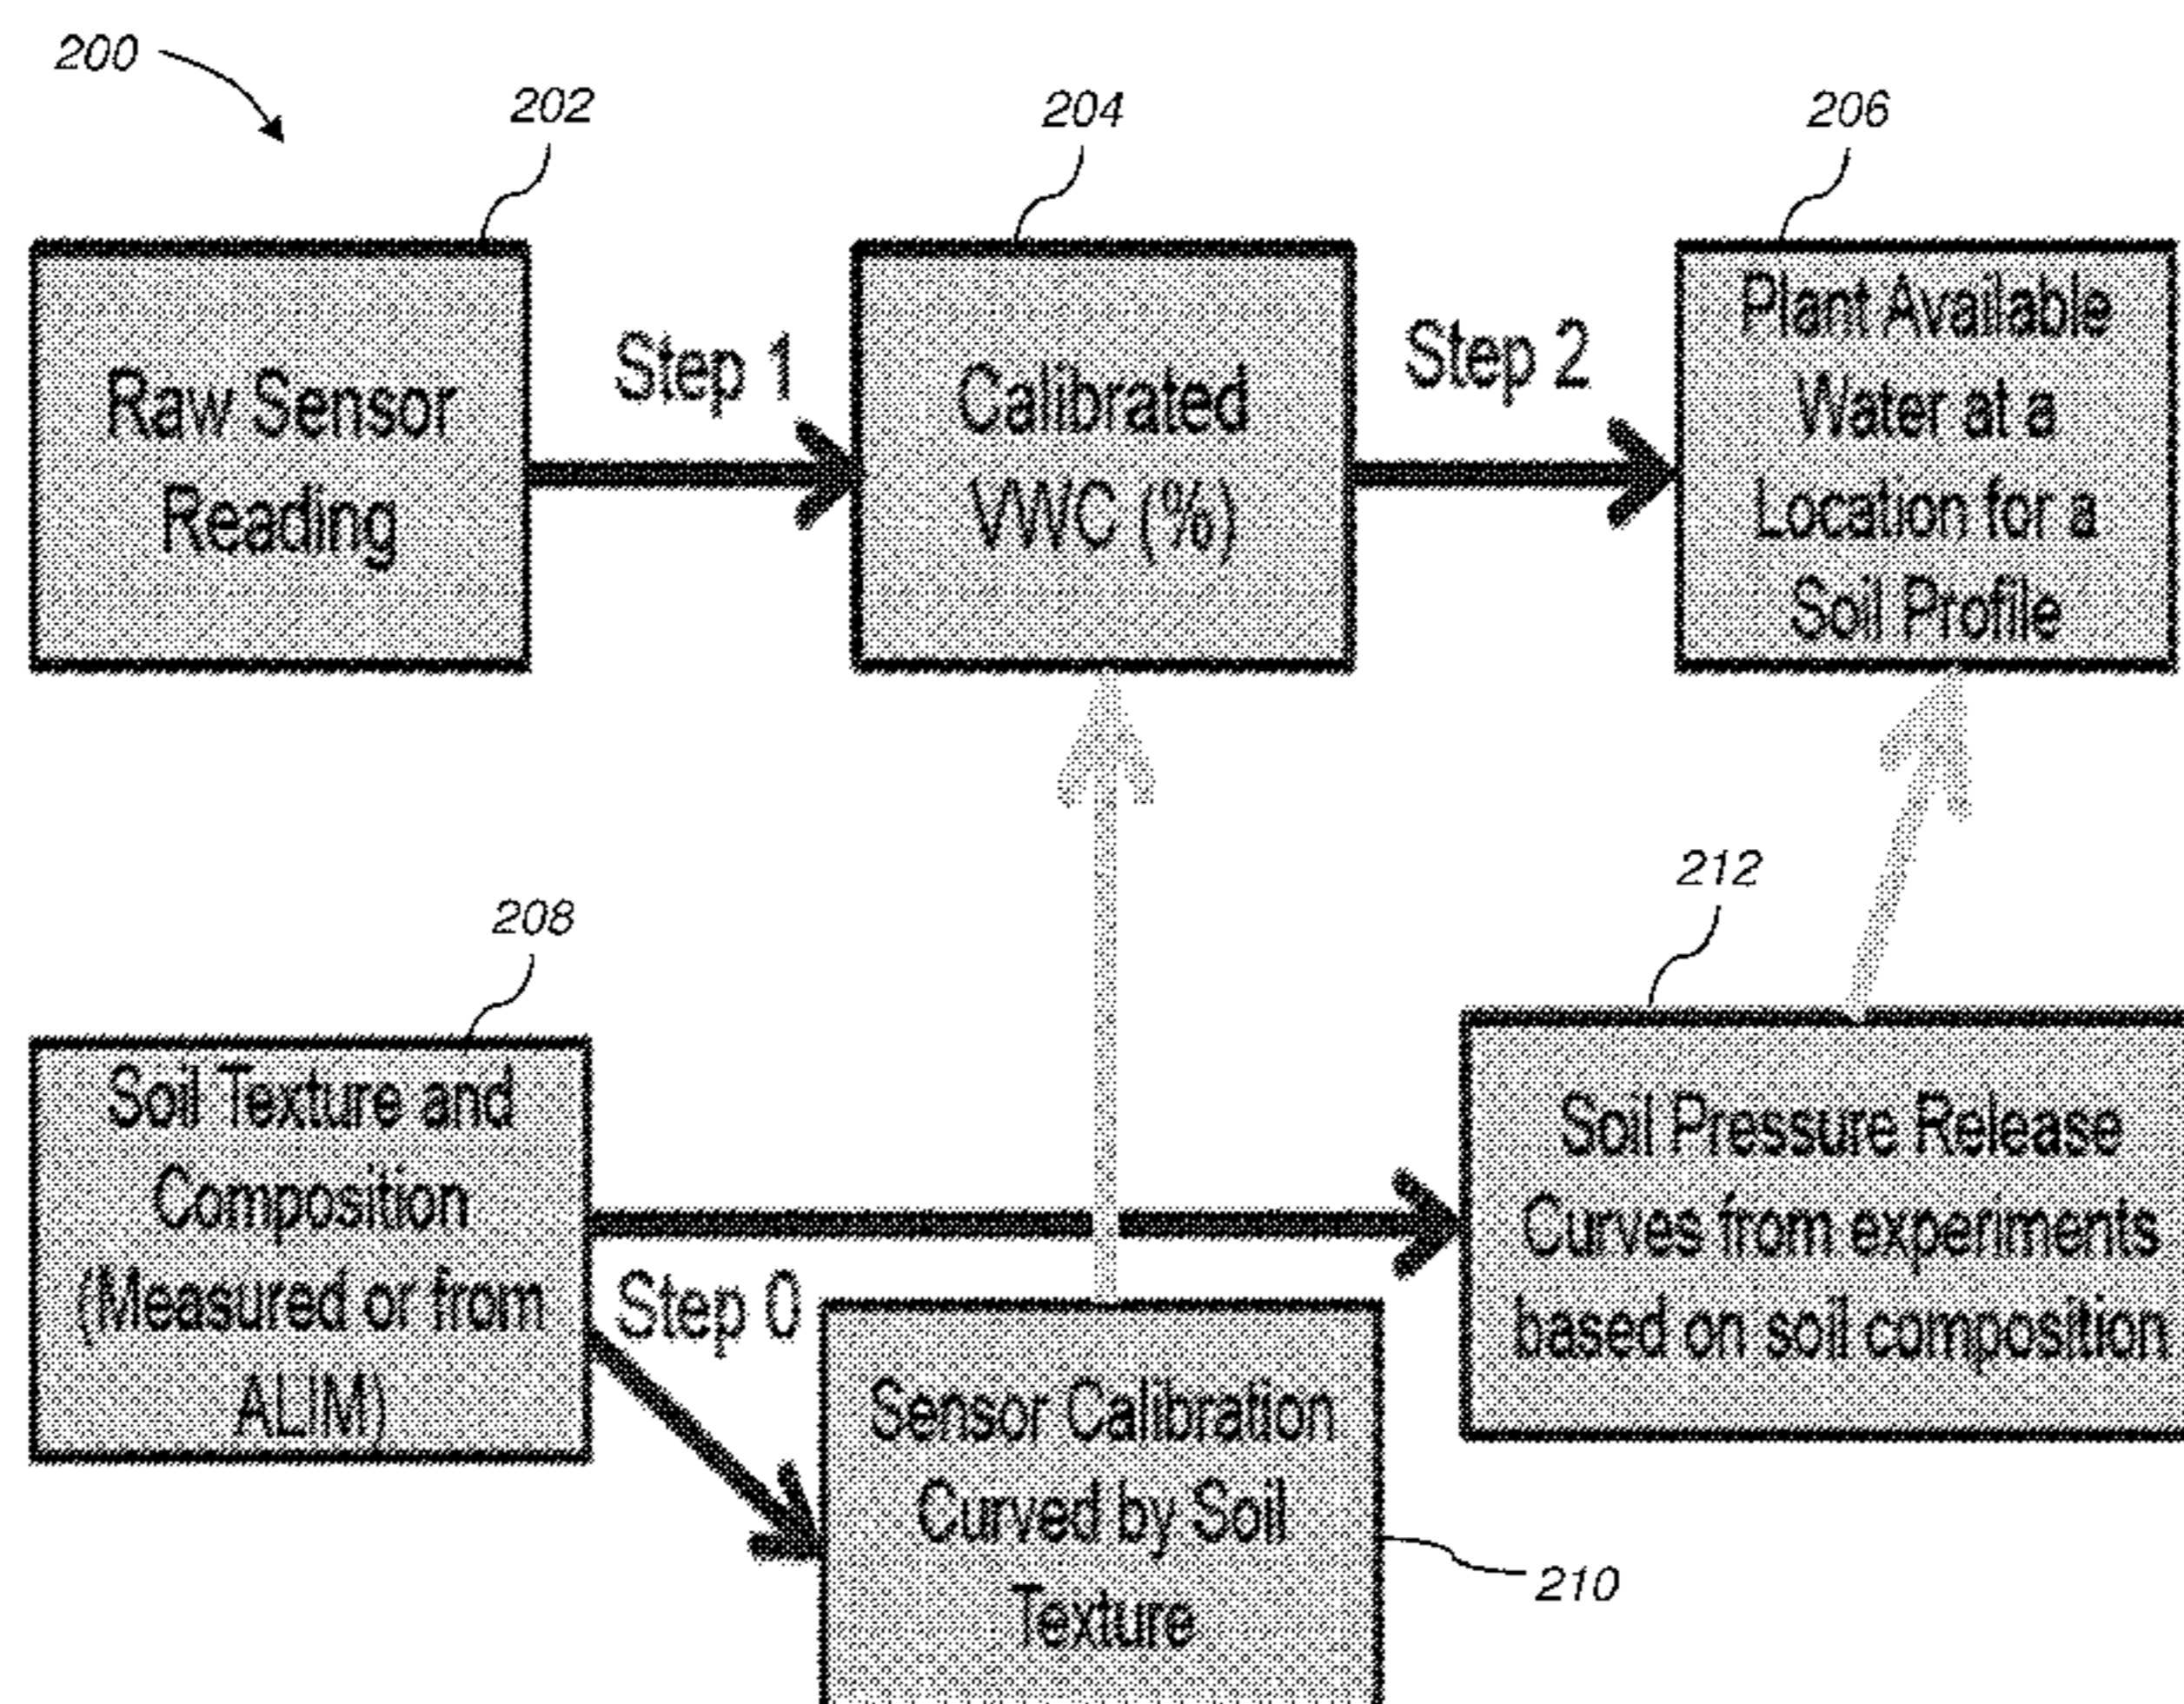 200
202
204
206
Raw Sensor
Reading
Step 1
Calibrated
VWC (%)
Step 2
Plant Available
Water at a
Location for a
Soil Profile
208
212
Soil Texture and
Composition
(Measured or from
ALIM)
Step 0
Sensor Calibration
Curved by Soil
Texture
210
Soil Pressure Release
Curves from experiments
based on soil composition